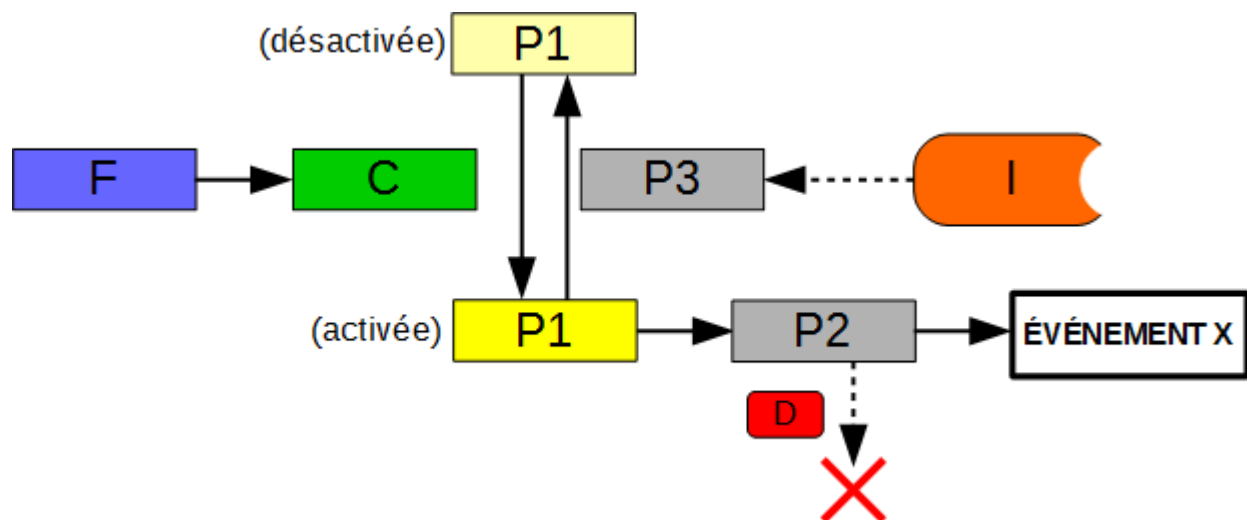 (désactivée) P1
F C P3 I
(activée) P1 P2 ÉVÉNEMENT X
D